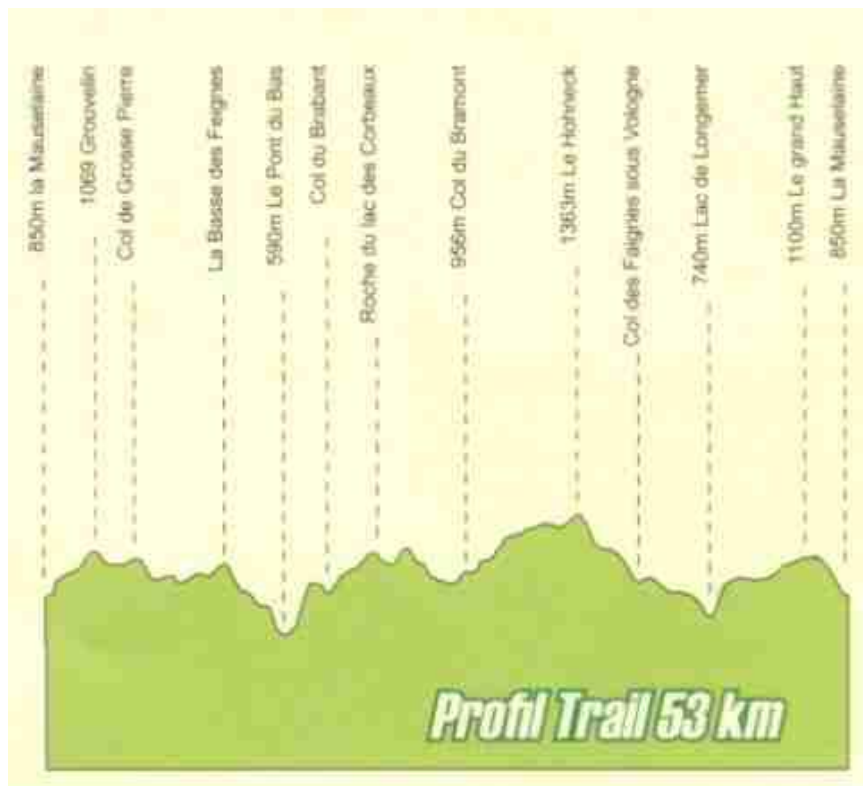 850m la Mauselaine
1069 Grouvelin
Col de Grosse Pierre
La Basse des Feignes
590m Le Pont du Bas
Col du Brabant
Roche du lac des Corbeaux
956m Col du Bramont
1363m Le Hohneck
Col des Faignes sous Vologne
740m Lac de Longemer
1100m Le grand Haut
850m La Mauselaine
Profil Trail 53 km